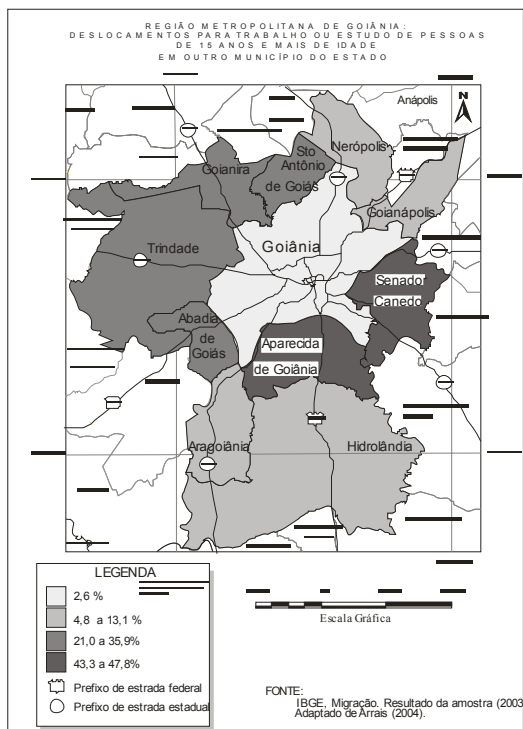 REGIÃO METROPOLITANA DE GOIÂNIA:
DESLOCAMENTOS PARA TRABALHO OU ESTUDO DE PESSOAS
DE 15 ANOS E MAIS DE IDADE
EM OUTRO MUNICÍPIO DO ESTADO
Anápolis
N
Nerópolis
Sto
Antônio
de Goiás
Goianira
Goianápolis
Goiânia
Trindade
Senador
Canedo
Abadia
de
Goiás
Aparecida
de Goiânia
Aragoiânia
Hidrolândia
LEGENDA
2,6 %
4,8 a 13,1 %
21,0 a 35,9%
43,3 a 47,8%
Prefixo de estrada federal
Prefixo de estrada estadual
Escala Gráfica
FONTE:
IBGE, Migração. Resultado da amostra (2003
Adaptado de Arrais (2004).